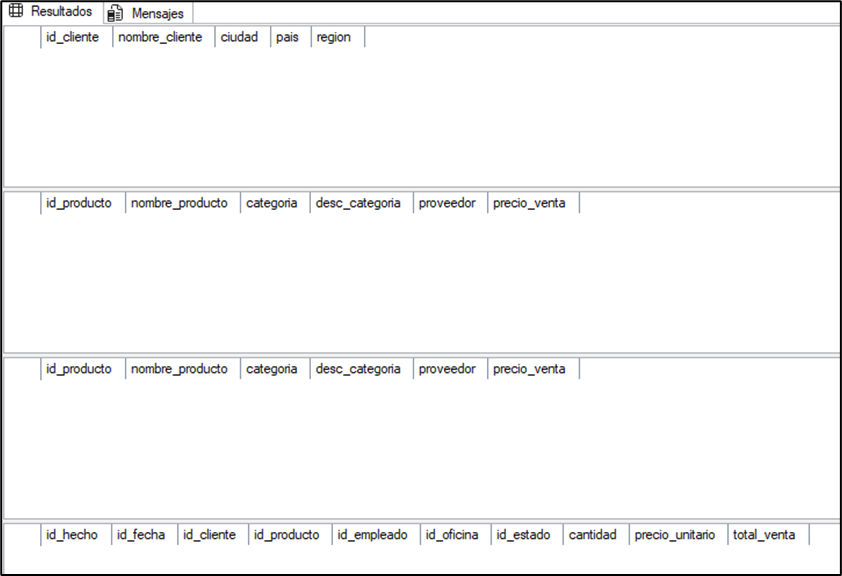 Resultados Mensajes
id_cliente nombre_cliente ciudad pais region
id_producto nombre_producto categoria desc_categoria proveedor precio_venta
id_producto nombre_producto categoria desc_categoria proveedor precio_venta
id_hecho id_fecha id_cliente id_producto id_empleado id_oficina id_estado cantidad precio_unitario total_venta